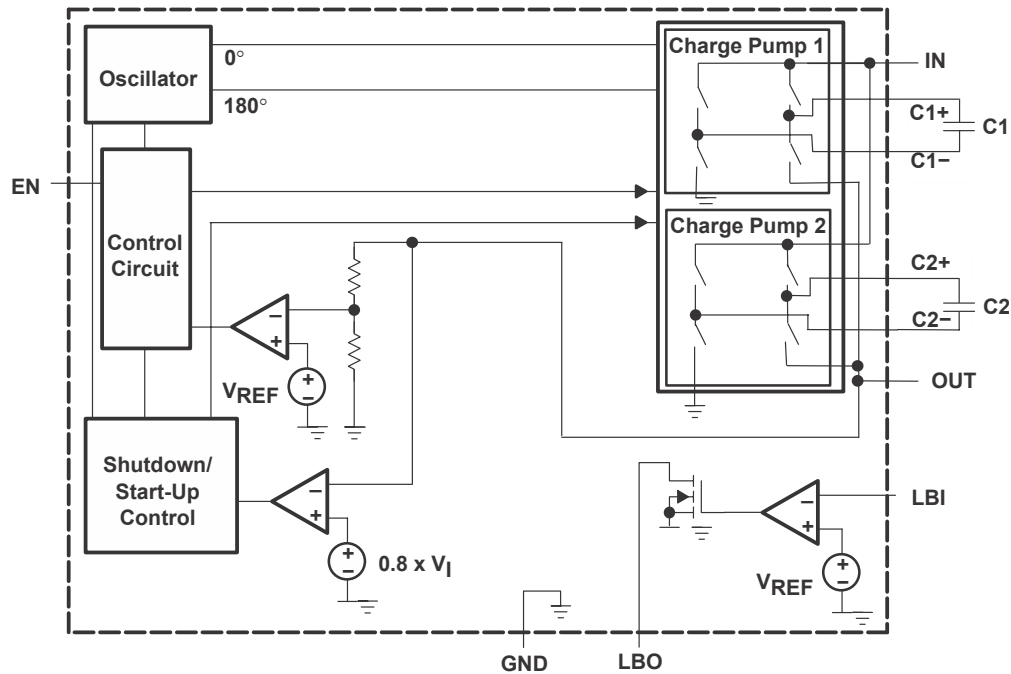 Oscillator
0°
180°
Charge Pump 1
IN
C1+
C1
C1−
EN
Control
Circuit
Charge Pump 2
C2+
C2
C2−
−
+
VREF
+
−
OUT
Shutdown/
Start-Up
Control
−
+
+
−
0.8 x VI
LBI
−
+
VREF
+
−
GND
LBO